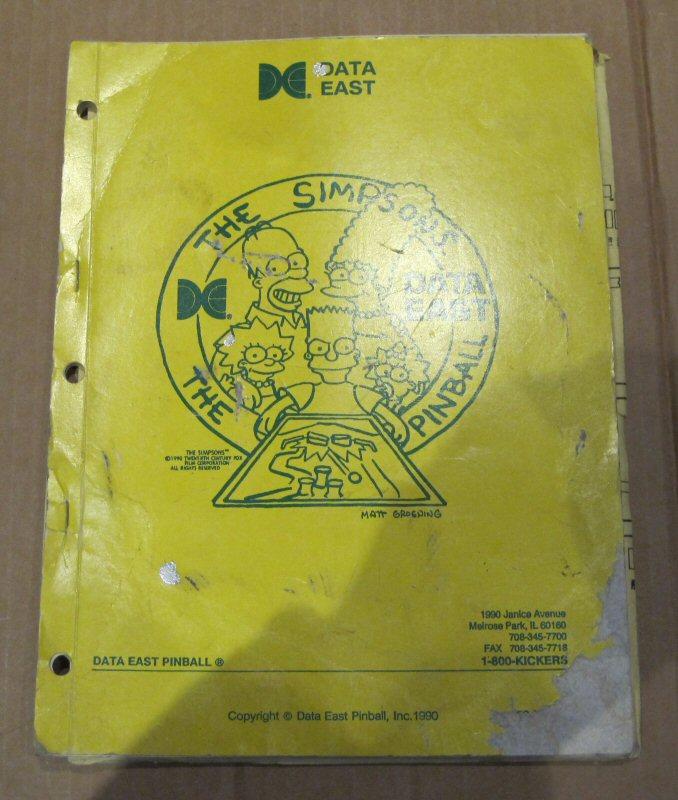 DATA
EAST
THE SIMPSONS
DATA
EAST
THE
PINBALL
THE SIMPSONS™
©1990 TWENTIETH CENTURY FOX
FILM CORPORATION
ALL RIGHTS RESERVED
MATT GROENING
1990 Janice Avenue
Melrose Park, IL 60160
708-345-7700
FAX 708-345-7718
1-800-KICKERS
DATA EAST PINBALL ®
Copyright © Data East Pinball, Inc.1990